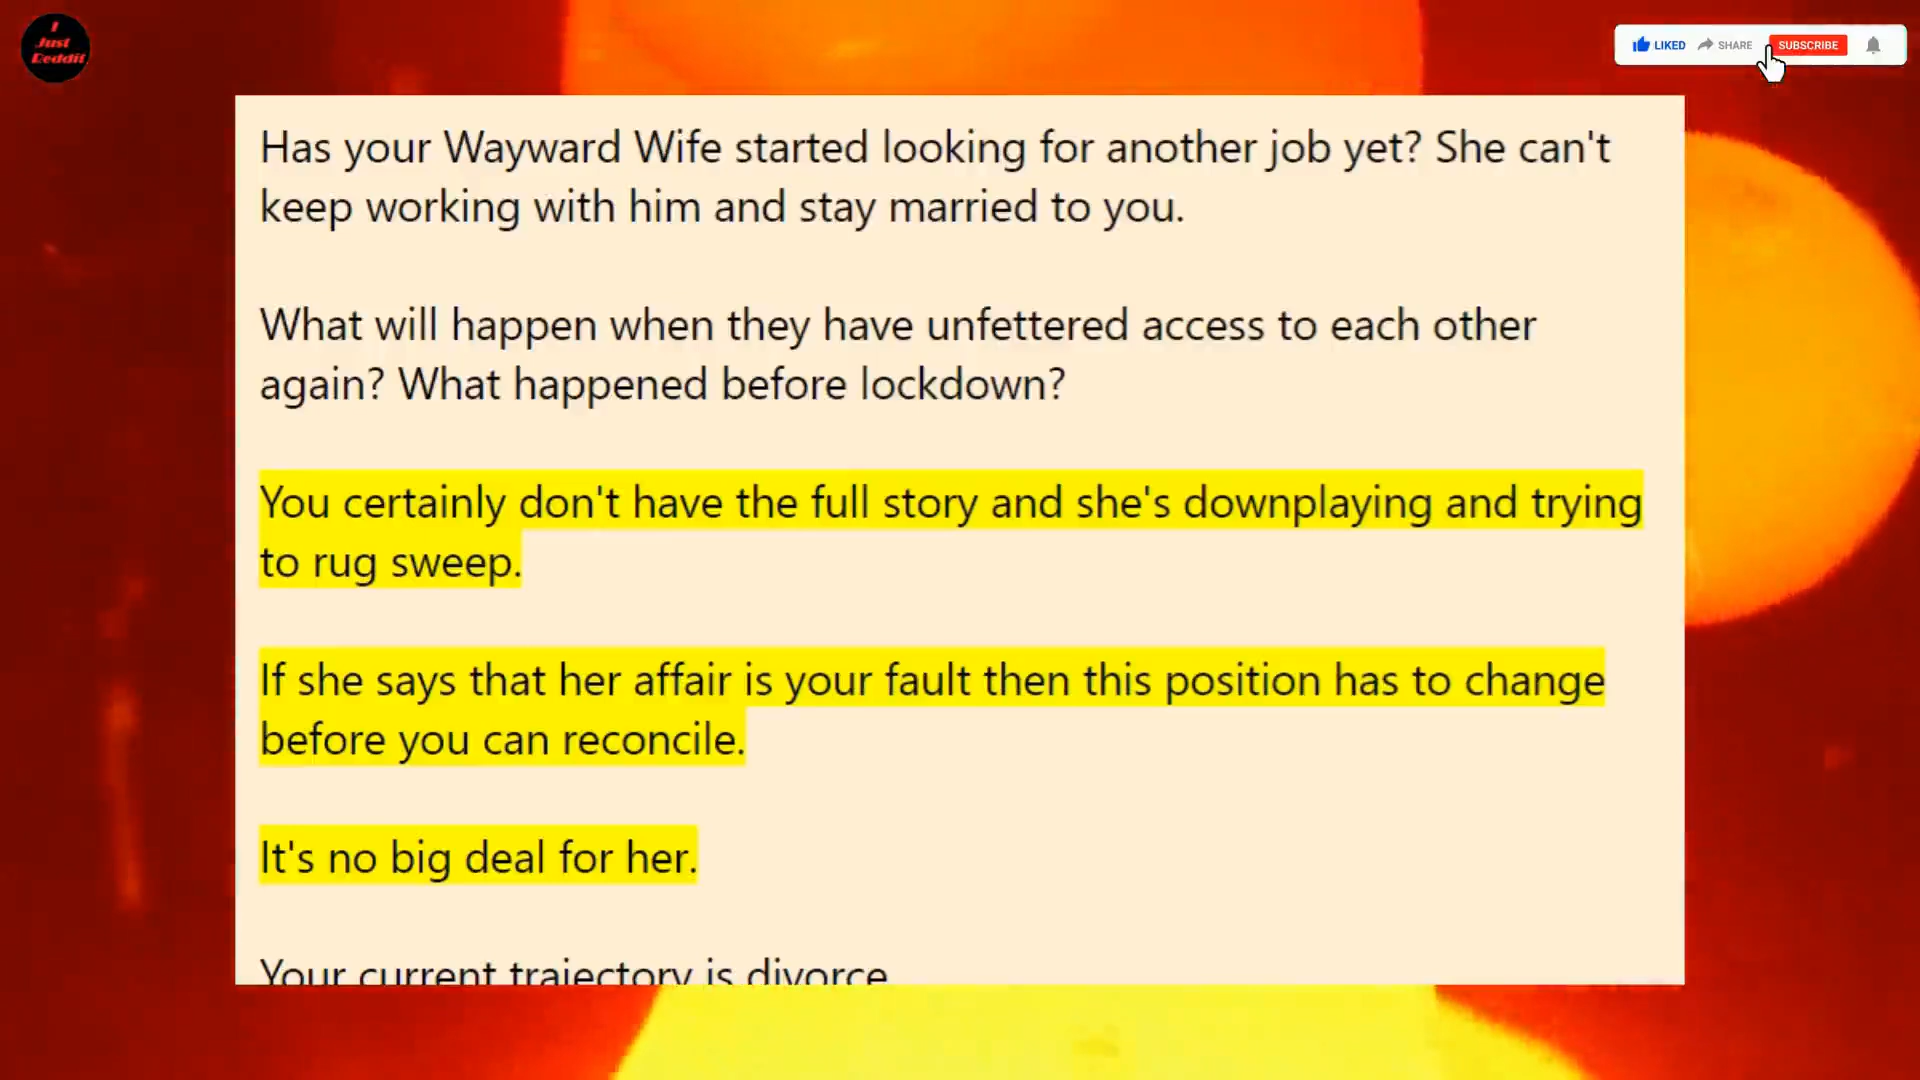 I
Just
Reddit
LIKED SHARE SUBSCRIBE
Has your Wayward Wife started looking for another job yet? She can't
keep working with him and stay married to you.
What will happen when they have unfettered access to each other
again? What happened before lockdown?
You certainly don't have the full story and she's downplaying and trying
to rug sweep.
If she says that her affair is your fault then this position has to change
before you can reconcile.
It's no big deal for her.
Your current trajectory is divorce